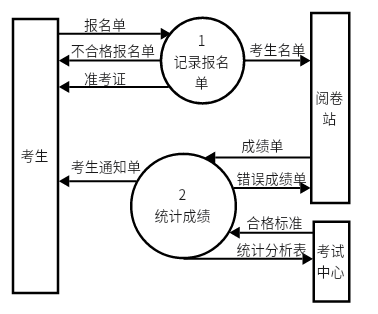 报名单
不合格报名单
准考证
1
记录报名
单
考生名单
阅卷
站
考生
成绩单
考生通知单
错误成绩单
2
统计成绩
合格标准
统计分析表
考试
中心